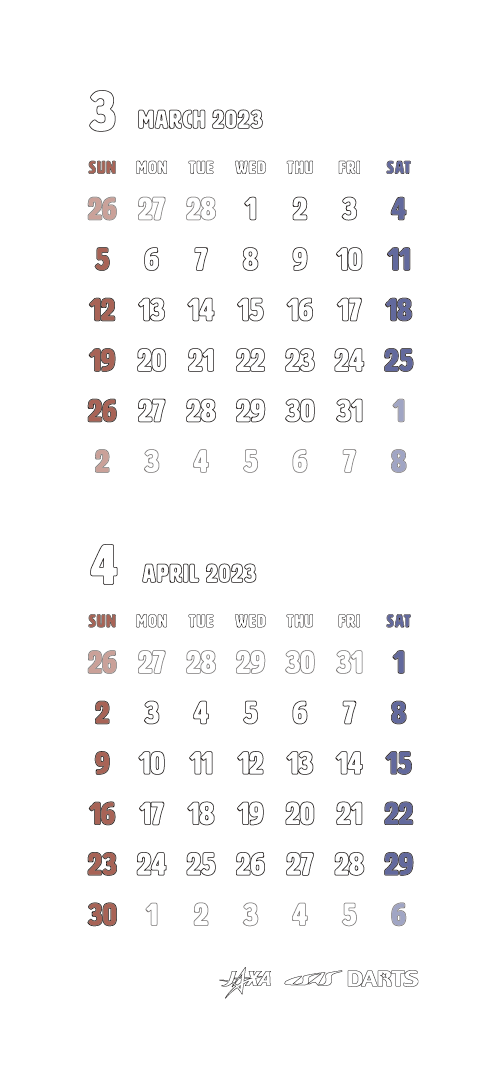 3 MARCH 2023
SUN MON TUE WED THU FRI SAT
26 27 28 1 2 3 4
5 6 7 8 9 10 11
12 13 14 15 16 17 18
19 20 21 22 23 24 25
26 27 28 29 30 31 1
2 3 4 5 6 7 8
4 APRIL 2023
SUN MON TUE WED THU FRI SAT
26 27 28 29 30 31 1
2 3 4 5 6 7 8
9 10 11 12 13 14 15
16 17 18 19 20 21 22
23 24 25 26 27 28 29
30 1 2 3 4 5 6
JAXA ISAS DARTS